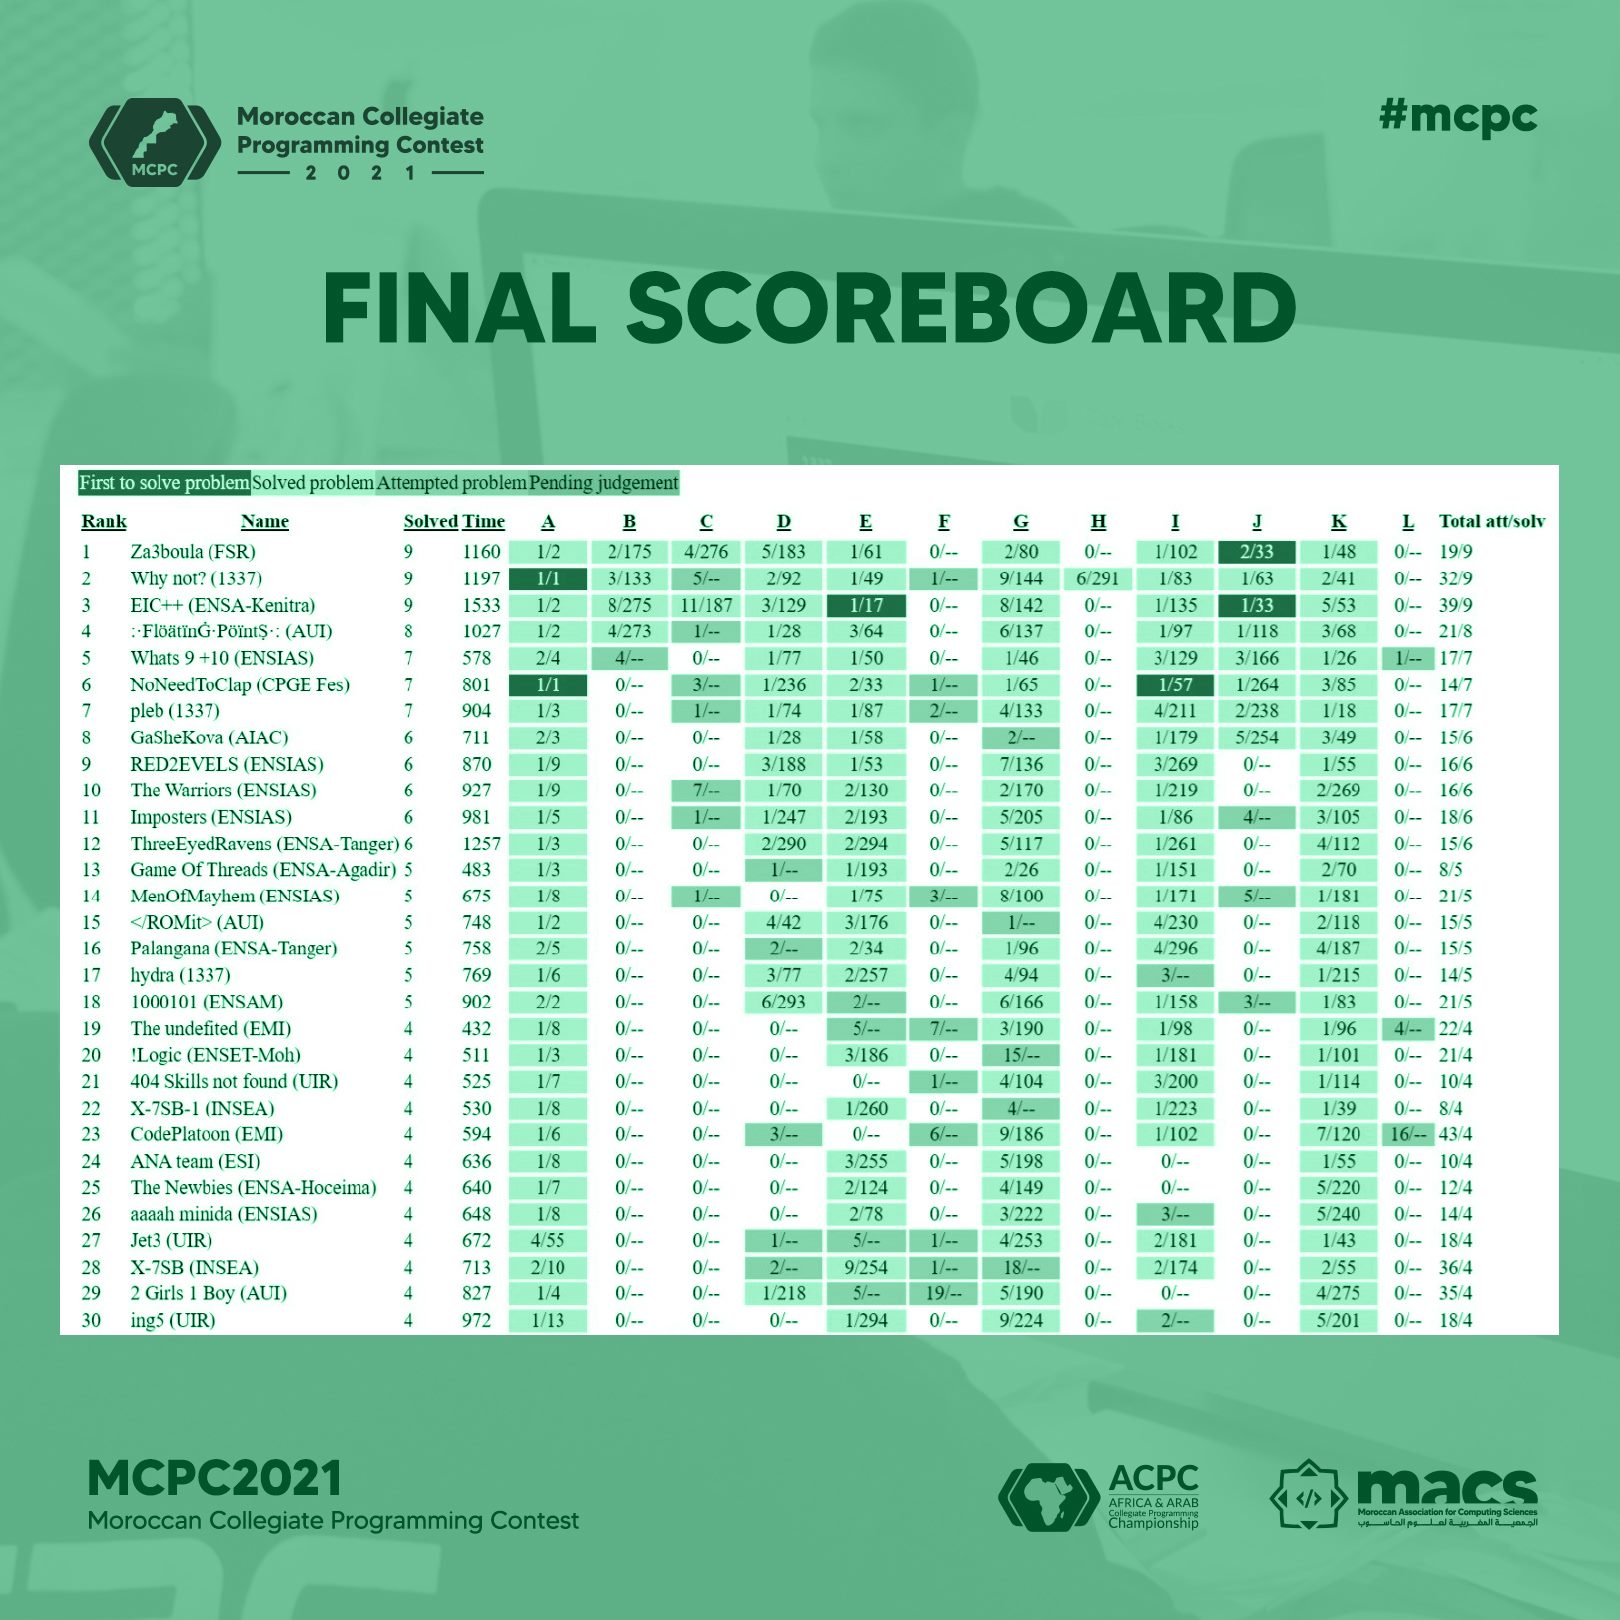 MCPC
Moroccan Collegiate
Programming Contest
2021
#mcpc
FINAL SCOREBOARD
First to solve problem Solved problem Attempted problem Pending judgement
Rank Name Solved Time A B C D E F G H I J K L Total att/solv
1 Za3boula (FSR) 9 1160 1/2 2/175 4/276 5/183 1/61 0/-- 2/80 0/-- 1/102 2/33 1/48 0/-- 19/9
2 Why not? (1337) 9 1197 1/1 3/133 5/-- 2/92 1/49 1/-- 9/144 6/291 1/83 1/63 2/41 0/-- 32/9
3 EIC++ (ENSA-Kenitra) 9 1533 1/2 8/275 11/187 3/129 1/17 0/-- 8/142 0/-- 1/135 1/33 5/53 0/-- 39/9
4 :·FlöätïnĠ·PöïntŞ·: (AUI) 8 1027 1/2 4/273 1/-- 1/28 3/64 0/-- 6/137 0/-- 1/97 1/118 3/68 0/-- 21/8
5 Whats 9 +10 (ENSIAS) 7 578 2/4 4/-- 0/-- 1/77 1/50 0/-- 1/46 0/-- 3/129 3/166 1/26 1/-- 17/7
6 NoNeedToClap (CPGE Fes) 7 801 1/1 0/-- 3/-- 1/236 2/33 1/-- 1/65 0/-- 1/57 1/264 3/85 0/-- 14/7
7 pleb (1337) 7 904 1/3 0/-- 1/-- 1/74 1/87 2/-- 4/133 0/-- 4/211 2/238 1/18 0/-- 17/7
8 GaSheKova (AIAC) 6 711 2/3 0/-- 0/-- 1/28 1/58 0/-- 2/-- 0/-- 1/179 5/254 3/49 0/-- 15/6
9 RED2EVELS (ENSIAS) 6 870 1/9 0/-- 0/-- 3/188 1/53 0/-- 7/136 0/-- 3/269 0/-- 1/55 0/-- 16/6
10 The Warriors (ENSIAS) 6 927 1/9 0/-- 7/-- 1/70 2/130 0/-- 2/170 0/-- 1/219 0/-- 2/269 0/-- 16/6
11 Imposters (ENSIAS) 6 981 1/5 0/-- 1/-- 1/247 2/193 0/-- 5/205 0/-- 1/86 4/-- 3/105 0/-- 18/6
12 ThreeEyedRavens (ENSA-Tanger) 6 1257 1/3 0/-- 0/-- 2/290 2/294 0/-- 5/117 0/-- 1/261 0/-- 4/112 0/-- 15/6
13 Game Of Threads (ENSA-Agadir) 5 483 1/3 0/-- 0/-- 1/-- 1/193 0/-- 2/26 0/-- 1/151 0/-- 2/70 0/-- 8/5
14 MenOfMayhem (ENSIAS) 5 675 1/8 0/-- 1/-- 0/-- 1/75 3/-- 8/100 0/-- 1/171 5/-- 1/181 0/-- 21/5
15 </ROMit> (AUI) 5 748 1/2 0/-- 0/-- 4/42 3/176 0/-- 1/-- 0/-- 4/230 0/-- 2/118 0/-- 15/5
16 Palangana (ENSA-Tanger) 5 758 2/5 0/-- 0/-- 2/-- 2/34 0/-- 1/96 0/-- 4/296 0/-- 4/187 0/-- 15/5
17 hydra (1337) 5 769 1/6 0/-- 0/-- 3/77 2/257 0/-- 4/94 0/-- 3/-- 0/-- 1/215 0/-- 14/5
18 1000101 (ENSAM) 5 902 2/2 0/-- 0/-- 6/293 2/-- 0/-- 6/166 0/-- 1/158 3/-- 1/83 0/-- 21/5
19 The undefited (EMI) 4 432 1/8 0/-- 0/-- 0/-- 5/-- 7/-- 3/190 0/-- 1/98 0/-- 1/96 4/-- 22/4
20 !Logic (ENSET-Moh) 4 511 1/3 0/-- 0/-- 0/-- 3/186 0/-- 15/-- 0/-- 1/181 0/-- 1/101 0/-- 21/4
21 404 Skills not found (UIR) 4 525 1/7 0/-- 0/-- 0/-- 0/-- 1/-- 4/104 0/-- 3/200 0/-- 1/114 0/-- 10/4
22 X-7SB-1 (INSEA) 4 530 1/8 0/-- 0/-- 0/-- 1/260 0/-- 4/-- 0/-- 1/223 0/-- 1/39 0/-- 8/4
23 CodePlatoon (EMI) 4 594 1/6 0/-- 0/-- 3/-- 0/-- 6/-- 9/186 0/-- 1/102 0/-- 7/120 16/-- 43/4
24 ANA team (ESI) 4 636 1/8 0/-- 0/-- 0/-- 3/255 0/-- 5/198 0/-- 0/-- 0/-- 1/55 0/-- 10/4
25 The Newbies (ENSA-Hoceima) 4 640 1/7 0/-- 0/-- 0/-- 2/124 0/-- 4/149 0/-- 0/-- 0/-- 5/220 0/-- 12/4
26 aaaah minida (ENSIAS) 4 648 1/8 0/-- 0/-- 0/-- 2/78 0/-- 3/222 0/-- 3/-- 0/-- 5/240 0/-- 14/4
27 Jet3 (UIR) 4 672 4/55 0/-- 0/-- 1/-- 5/-- 1/-- 4/253 0/-- 2/181 0/-- 1/43 0/-- 18/4
28 X-7SB (INSEA) 4 713 2/10 0/-- 0/-- 2/-- 9/254 1/-- 18/-- 0/-- 2/174 0/-- 2/55 0/-- 36/4
29 2 Girls 1 Boy (AUI) 4 827 1/4 0/-- 0/-- 1/218 5/-- 19/-- 5/190 0/-- 0/-- 0/-- 4/275 0/-- 35/4
30 ing5 (UIR) 4 972 1/13 0/-- 0/-- 0/-- 1/294 0/-- 9/224 0/-- 2/-- 0/-- 5/201 0/-- 18/4
MCPC2021
Moroccan Collegiate Programming Contest
ACPC
AFRICA & ARAB
Collegiate Programming
Championship
</>
macs
Moroccan Association for Computing Sciences
الجمعية المغربية لعلوم الحاسوب